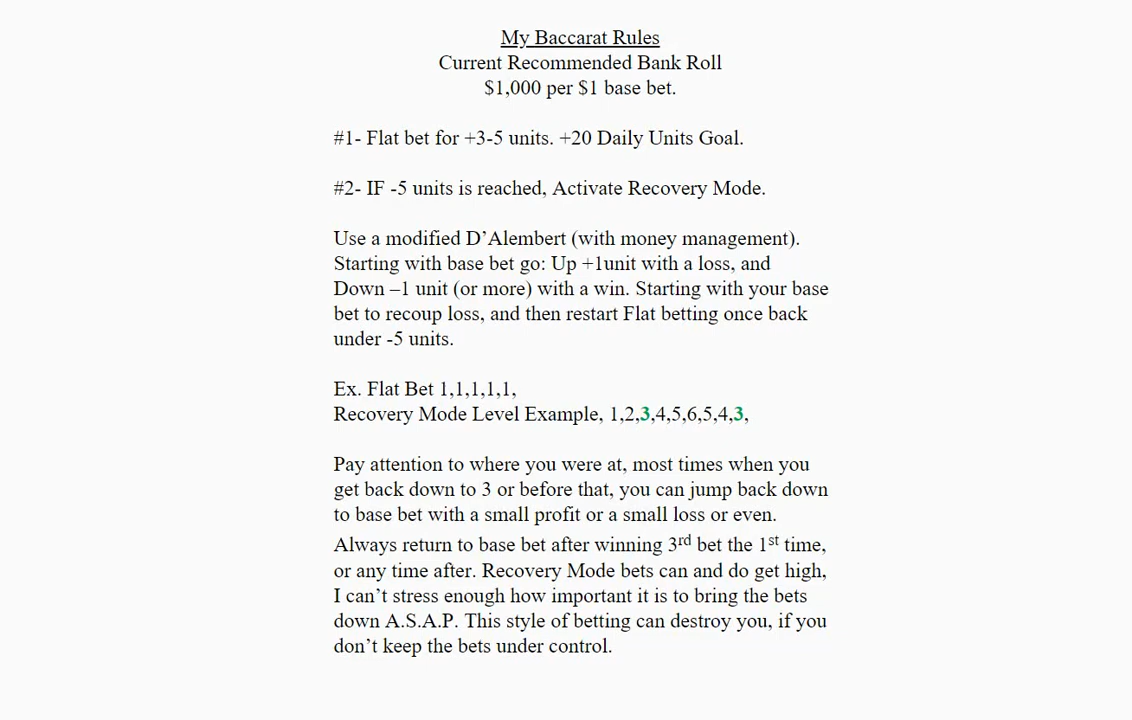 My Baccarat Rules
Current Recommended Bank Roll
$1,000 per $1 base bet.
#1- Flat bet for +3-5 units. +20 Daily Units Goal.
#2- IF -5 units is reached, Activate Recovery Mode.
Use a modified D’Alembert (with money management).
Starting with base bet go: Up +1unit with a loss, and
Down –1 unit (or more) with a win. Starting with your base
bet to recoup loss, and then restart Flat betting once back
under -5 units.
Ex. Flat Bet 1,1,1,1,1,
Recovery Mode Level Example, 1,2,3,4,5,6,5,4,3,
Pay attention to where you were at, most times when you
get back down to 3 or before that, you can jump back down
to base bet with a small profit or a small loss or even.
Always return to base bet after winning 3rd bet the 1st time,
or any time after. Recovery Mode bets can and do get high,
I can’t stress enough how important it is to bring the bets
down A.S.A.P. This style of betting can destroy you, if you
don’t keep the bets under control.